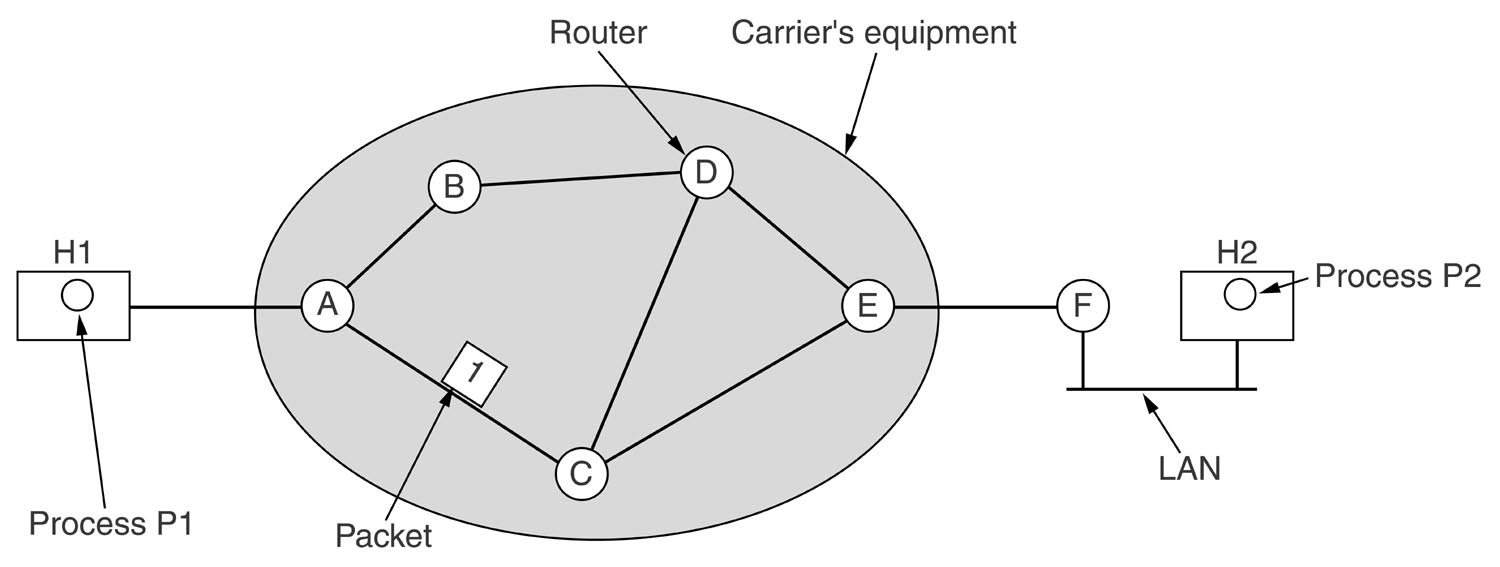 Router
Carrier's equipment
B
D
H1
H2
Process P2
A
E
F
1
C
LAN
Process P1
Packet